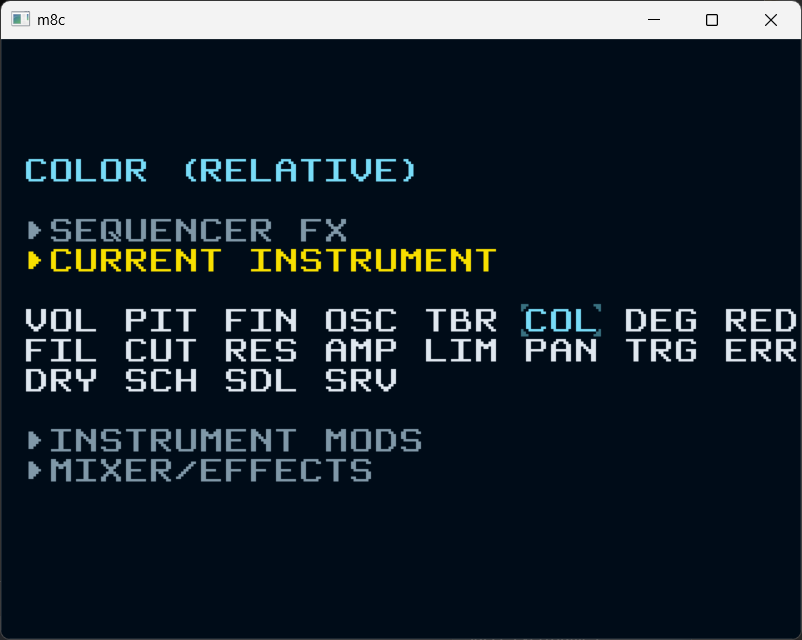 m8c
COLOR (RELATIVE)
SEQUENCER FX
CURRENT INSTRUMENT
VOL PIT FIN OSC TBR COL DEG RED
FIL CUT RES AMP LIM PAN TRG ERR
DRY SCH SDL SRV
INSTRUMENT MODS
MIXER/EFFECTS